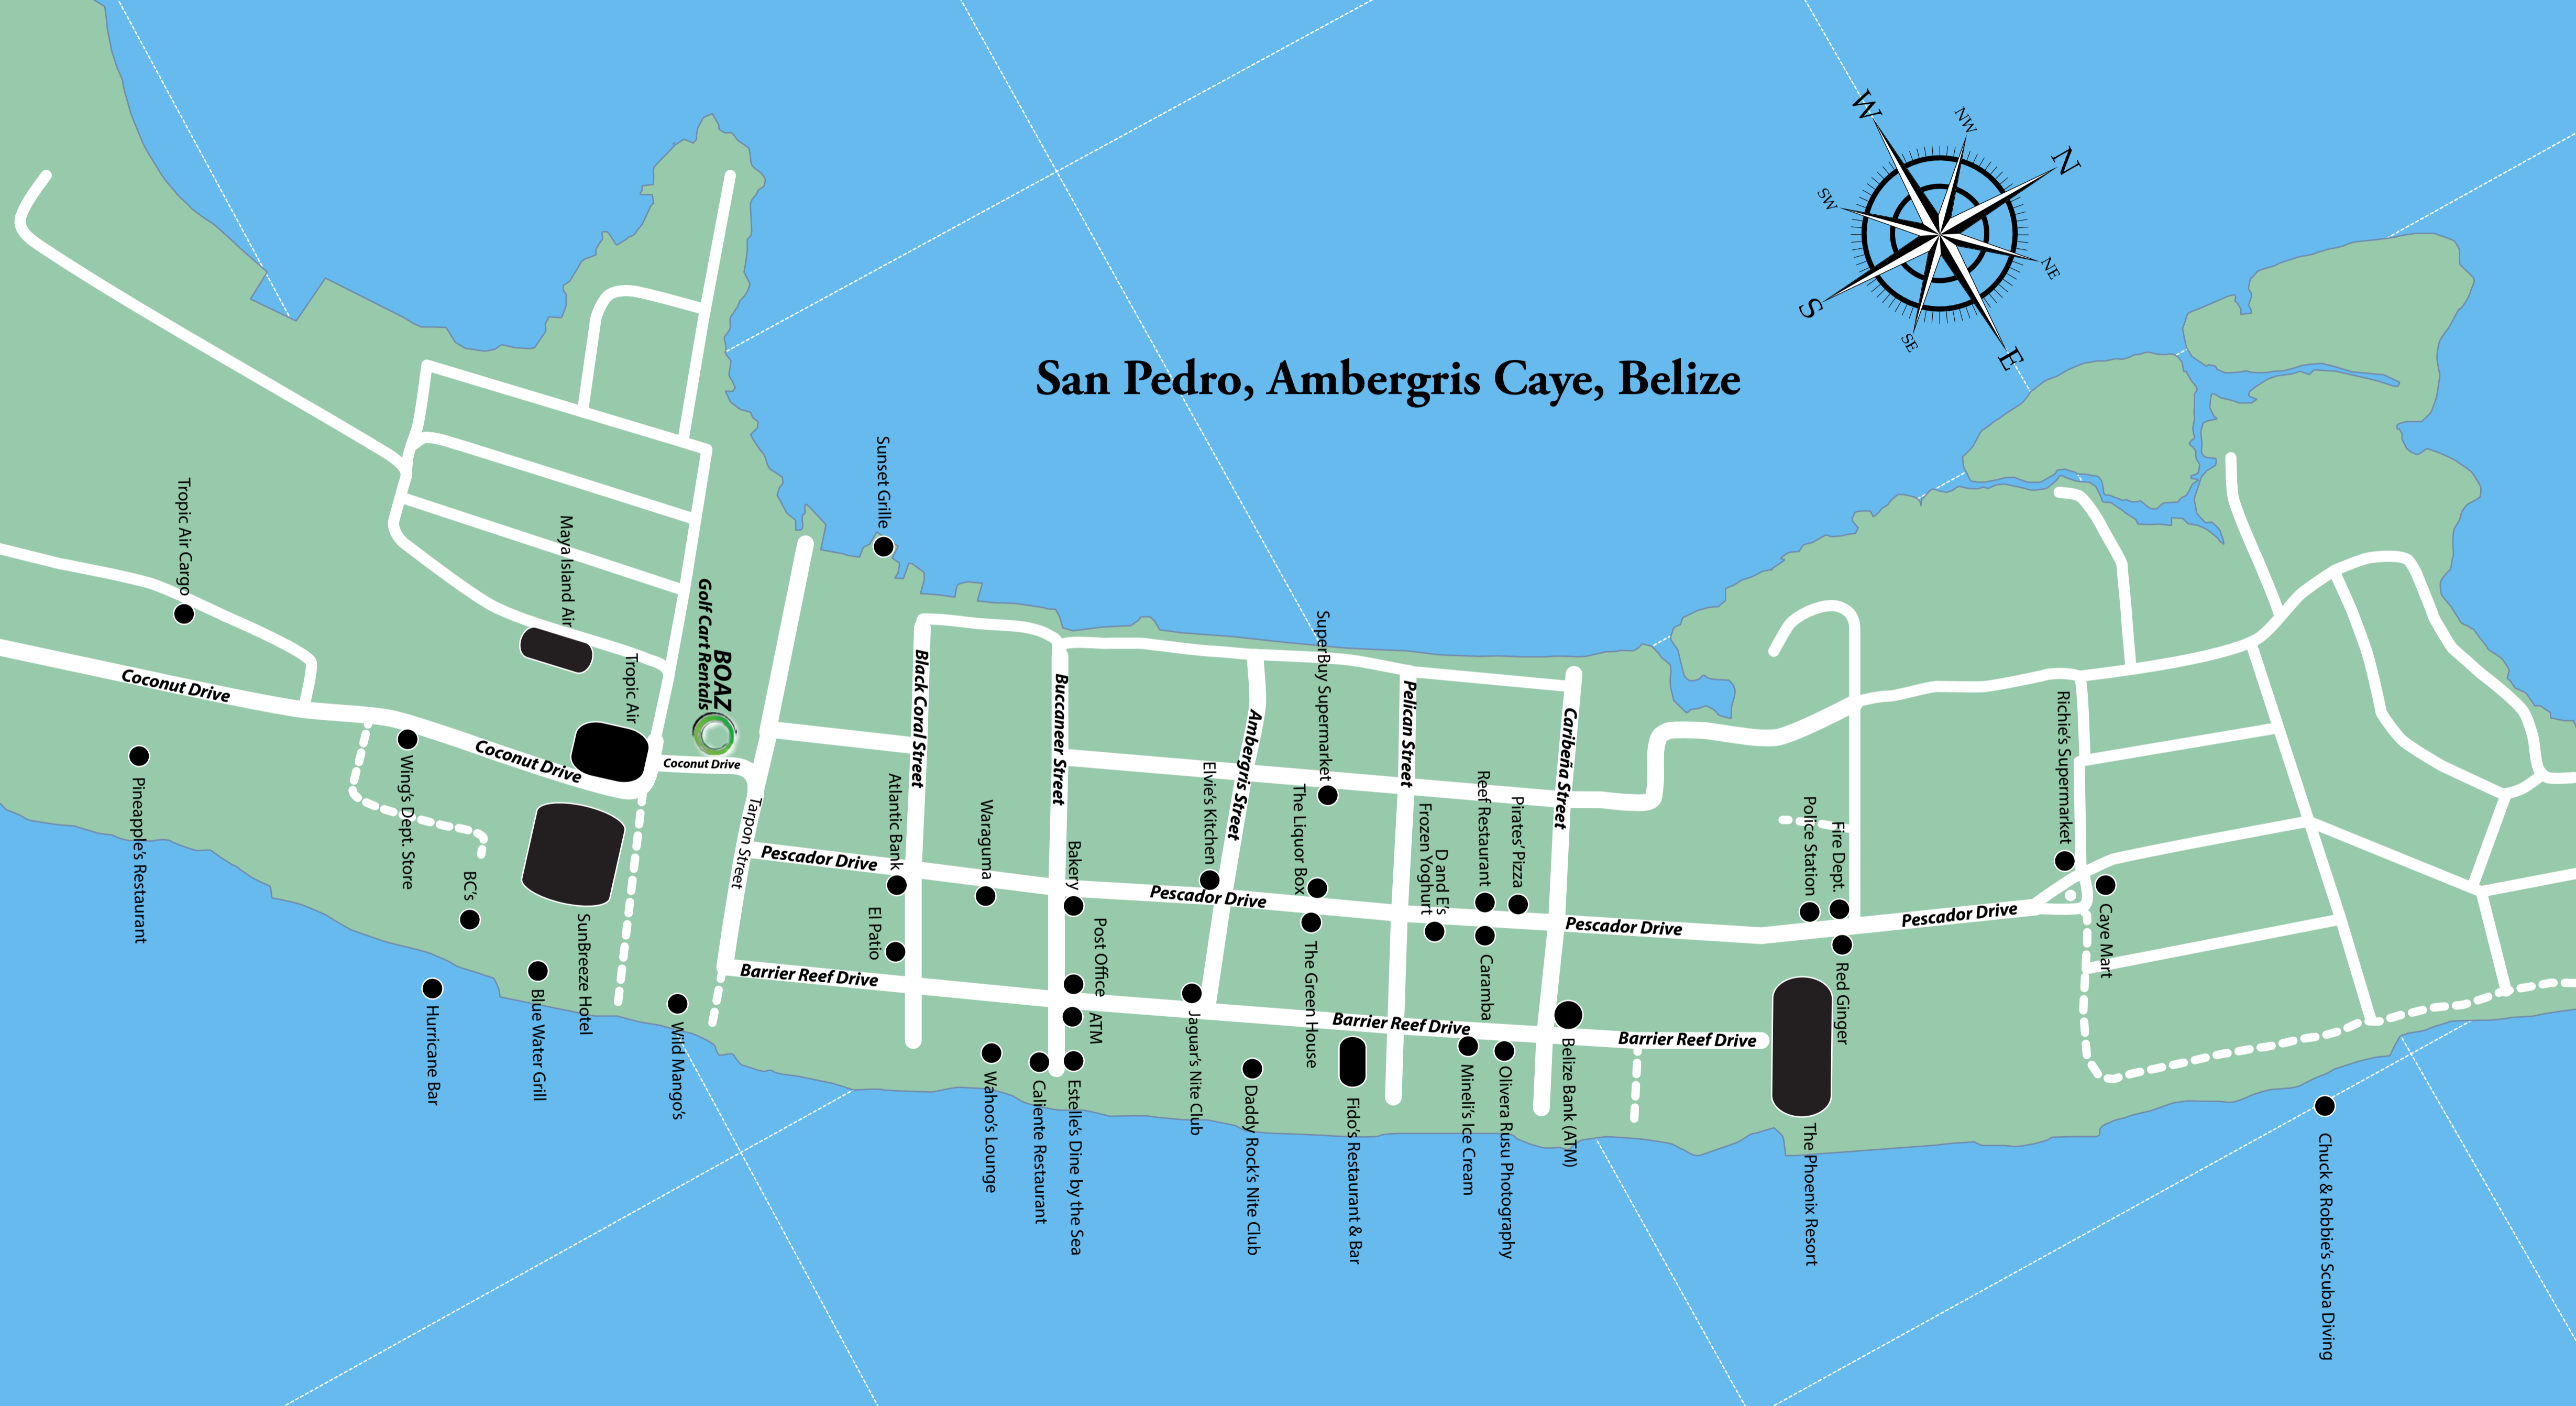 W
NW
N
NE
E
SE
S
SW
San Pedro, Ambergris Caye, Belize
Sunset Grille
Tropic Air Cargo
Maya Island Air
Tropic Air
BOAZ
Golf Cart Rentals
Coconut Drive
Coconut Drive
Coconut Drive
Tarpon Street
Black Coral Street
Buccaneer Street
Ambergris Street
Pelican Street
Caribeña Street
SuperBuy Supermarket
Richie's Supermarket
Pineapple's Restaurant
Wing's Dept. Store
BC's
Hurricane Bar
Blue Water Grill
SunBreeze Hotel
Wild Mango's
Pescador Drive
Pescador Drive
Pescador Drive
Pescador Drive
Atlantic Bank
El Patio
Waraguma
Bakery
Post Office
ATM
Elvie's Kitchen
The Liquor Box
The Green House
D and E's
Frozen Yoghurt
Reef Restaurant
Pirates' Pizza
Caramba
Police Station
Fire Dept.
Red Ginger
Caye Mart
Barrier Reef Drive
Barrier Reef Drive
Barrier Reef Drive
Wahoo's Lounge
Caliente Restaurant
Estelle's Dine by the Sea
Jaguar's Nite Club
Daddy Rock's Nite Club
Fido's Restaurant & Bar
Mineli's Ice Cream
Olivera Rusu Photography
Belize Bank (ATM)
The Phoenix Resort
Chuck & Robbie's Scuba Diving